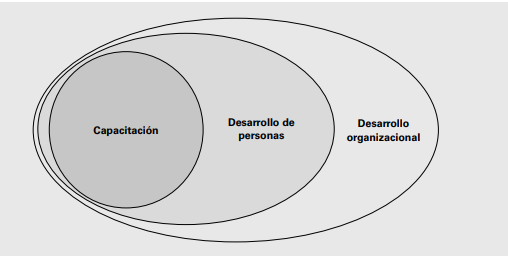 Capacitación
Desarrollo de
personas
Desarrollo
organizacional